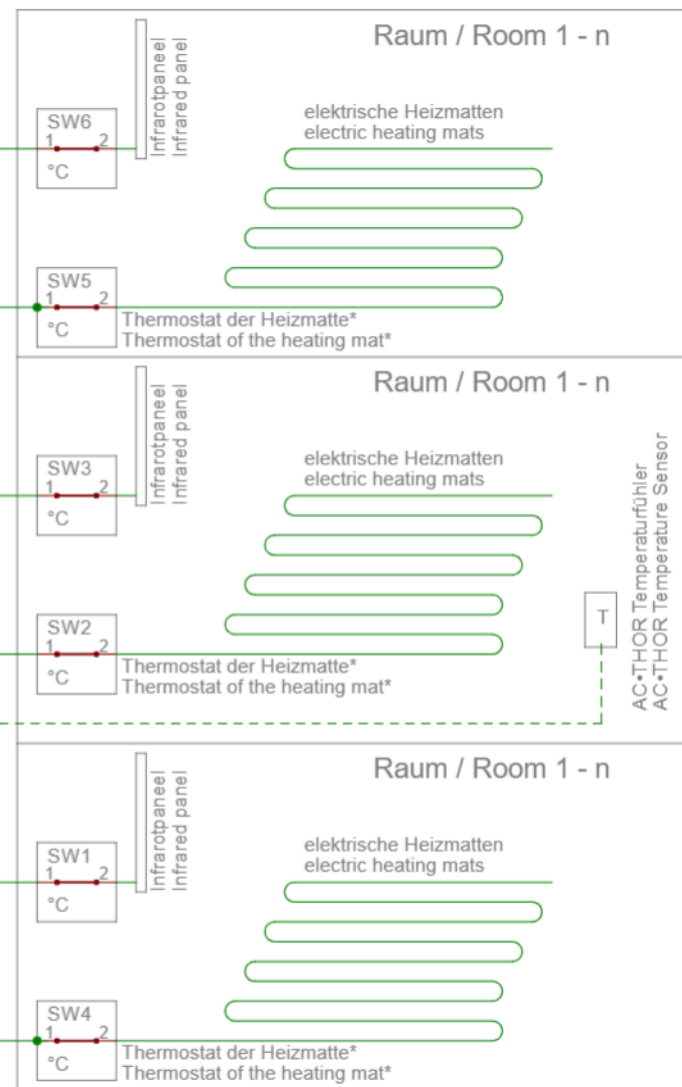 Raum / Room 1 - n
Infrarotpaneel
Infrared panel
SW6
1 2
°C
elektrische Heizmatten
electric heating mats
SW5
1 2
°C
Thermostat der Heizmatte*
Thermostat of the heating mat*
Raum / Room 1 - n
Infrarotpaneel
Infrared panel
SW3
1 2
°C
elektrische Heizmatten
electric heating mats
SW2
1 2
°C
Thermostat der Heizmatte*
Thermostat of the heating mat*
T
AC•THOR Temperaturfühler
AC•THOR Temperature Sensor
Raum / Room 1 - n
Infrarotpaneel
Infrared panel
SW1
1 2
°C
elektrische Heizmatten
electric heating mats
SW4
1 2
°C
Thermostat der Heizmatte*
Thermostat of the heating mat*